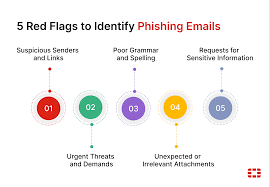 5 Red Flags to Identify Phishing Emails
Suspicious Senders
and Links
Poor Grammar
and Spelling
Requests for
Sensitive Information
01
02
03
04
05
Urgent Threats
and Demands
Unexpected or
Irrelevant Attachments